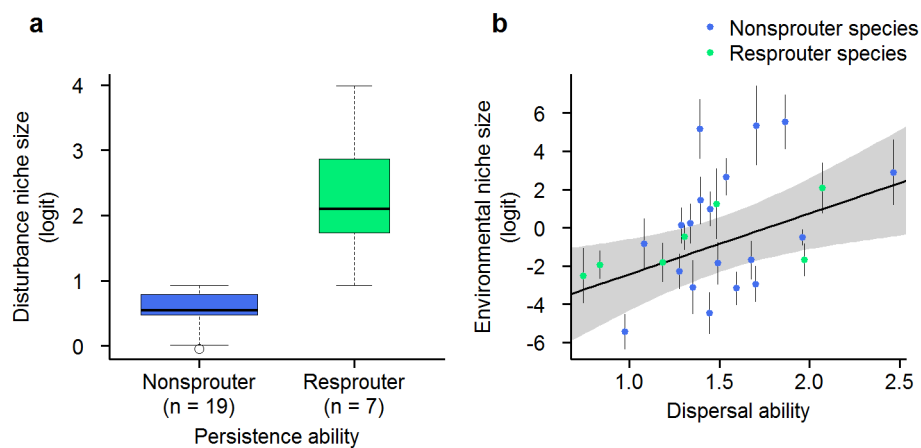 a
Disturbance niche size
(logit)
4
3
2
1
0
Nonsprouter
(n = 19)
Resprouter
(n = 7)
Persistence ability
b
Nonsprouter species
Resprouter species
Environmental niche size
(logit)
6
4
2
0
-2
-4
-6
1.0
1.5
2.0
2.5
Dispersal ability